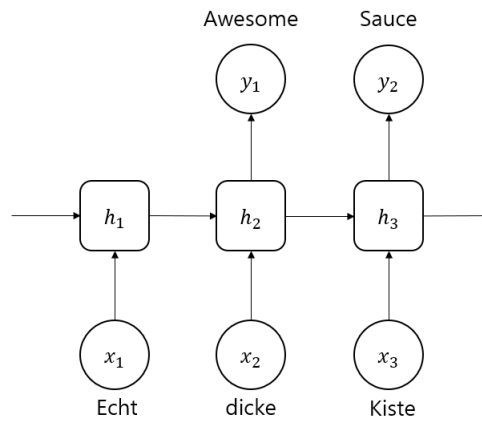 Awesome Sauce
y₁ y₂
h₁ h₂ h₃
x₁ x₂ x₃
Echt dicke Kiste